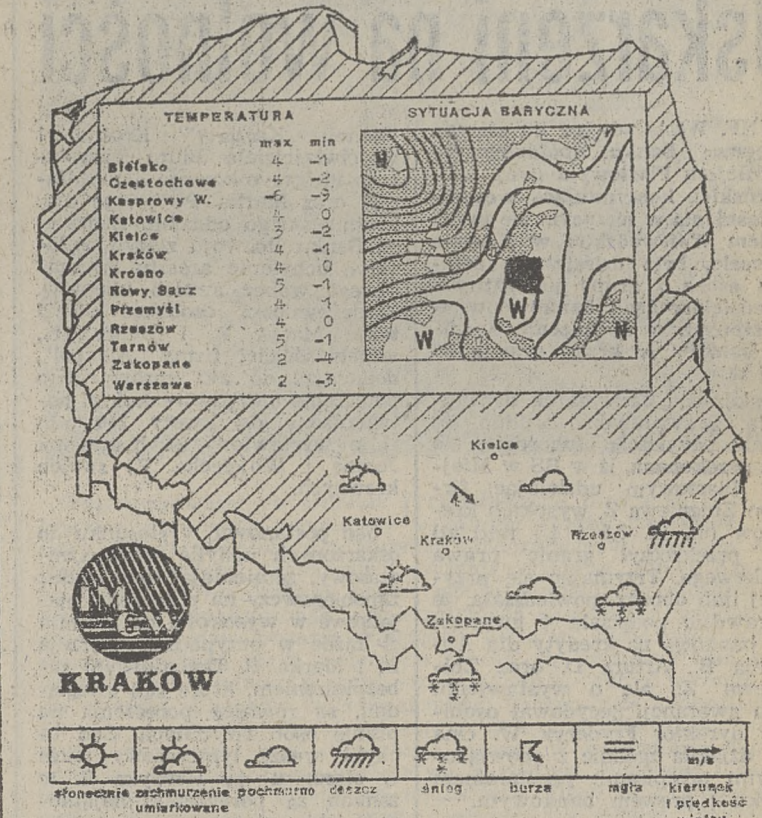 TEMPERATURA
max min
Bielsko 4 -1
Częstochowa 4 -2
Kasprowy W. -6 -9
Katowice 4 0
Kielce 3 -2
Kraków 4 -1
Krosno 4 0
Nowy Sącz 5 -1
Przemyśl 4 -1
Rzeszów 4 0
Tarnów 5 -1
Zakopane 2 -4
Warszawa 2 -3
SYTUACJA BARYCZNA
N
W
W
N
Kielce
4
Katowice
Kraków
Rzeszów
Zakopane
IM
GW
KRAKÓW
m/s
słonecznie zachmurzenie umiarkowane pochmurno deszcz śnieg burza mgła kierunek
i prędkość